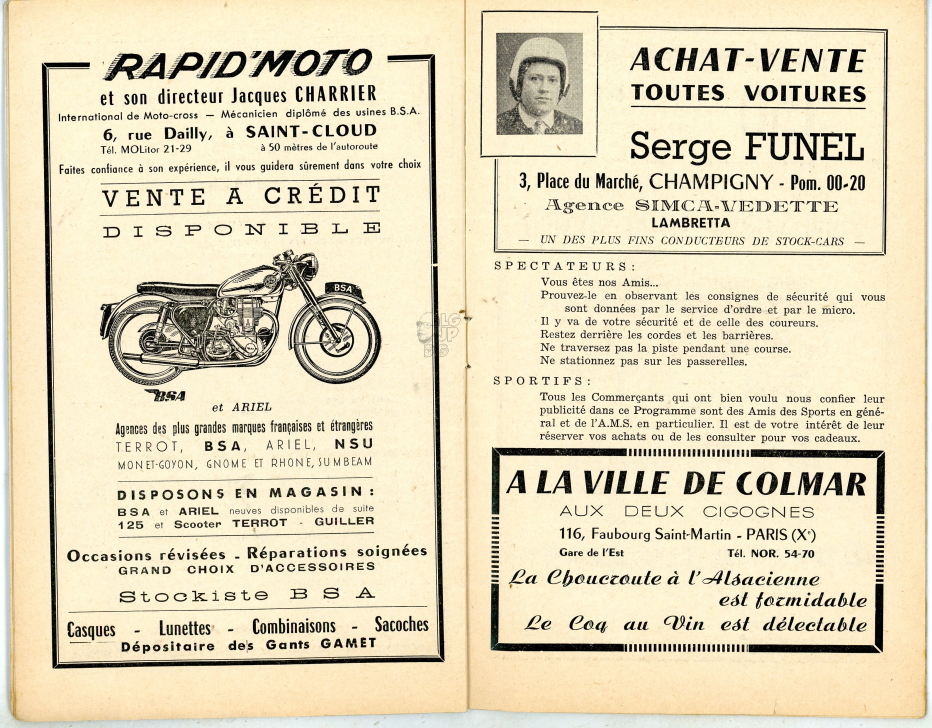 RAPID'MOTO
et son directeur Jacques CHARRIER
International de Moto-cross — Mécanicien diplômé des usines B.S.A.
6, rue Dailly, à SAINT-CLOUD
Tél. MOLitor 21-29 à 50 mètres de l'autoroute
Faites confiance à son expérience, il vous guidera sûrement dans votre choix
VENTE A CRÉDIT
DISPONIBLE
BSA
BSA
et ARIEL
Agences des plus grandes marques françaises et étrangères
TERROT, BSA, ARIEL, NSU
MONET-GOYON, GNOME ET RHONE, SUMBEAM
DISPOSONS EN MAGASIN :
BSA et ARIEL neuves disponibles de suite
125 et Scooter TERROT - GUILLER
Occasions révisées - Réparations soignées
GRAND CHOIX D'ACCESSOIRES
Stockiste BSA
Casques - Lunettes - Combinaisons - Sacoches
Dépositaire des Gants GAMET
ACHAT-VENTE
TOUTES VOITURES
Serge FUNEL
3, Place du Marché, CHAMPIGNY - Pom. 00-20
Agence SIMCA-VEDETTE
LAMBRETTA
— UN DES PLUS FINS CONDUCTEURS DE STOCK-CARS —
SPECTATEURS :
Vous êtes nos Amis...
Prouvez-le en observant les consignes de sécurité qui vous
sont données par le service d'ordre et par le micro.
Il y va de votre sécurité et de celle des coureurs.
Restez derrière les cordes et les barrières.
Ne traversez pas la piste pendant une course.
Ne stationnez pas sur les passerelles.
SPORTIFS :
Tous les Commerçants qui ont bien voulu nous confier leur
publicité dans ce Programme sont des Amis des Sports en géné-
ral et de l'A.M.S. en particulier. Il est de votre intérêt de leur
réserver vos achats ou de les consulter pour vos cadeaux.
A LA VILLE DE COLMAR
AUX DEUX CIGOGNES
116, Faubourg Saint-Martin - PARIS (Xe)
Gare de l'Est Tél. NOR. 54-70
La Choucroute à l'Alsacienne
est formidable
Le Coq au Vin est délectable